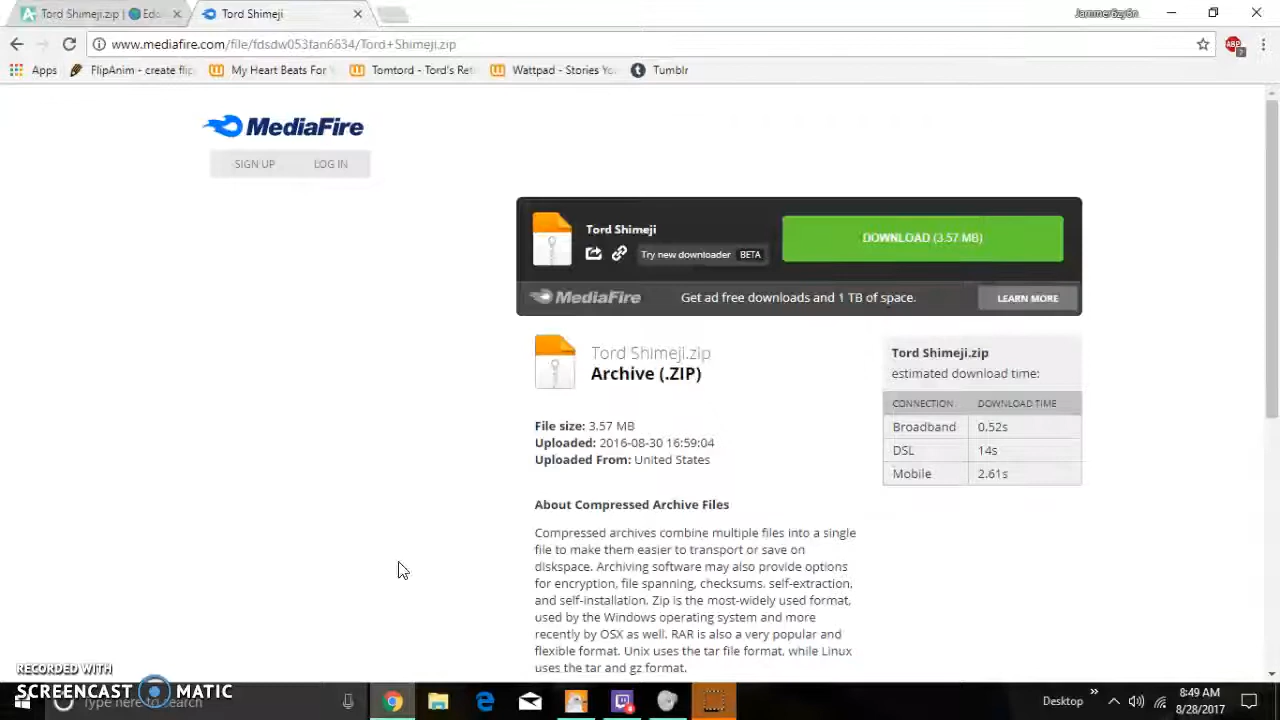 Tord Shimeji.zip | Edd
Tord Shimeji
Jammer6zy6n
www.mediafire.com/file/fdsdw053fan6634/Tord+Shimeji.zip
ABP
2
Apps
FlipAnim - create flip
My Heart Beats For Y
Tomtord - Tord's Ret
Wattpad - Stories Yo
Tumblr
MediaFire
SIGN UP
LOG IN
Tord Shimeji
Try new downloader BETA
DOWNLOAD (3.57 MB)
MediaFire
Get ad free downloads and 1 TB of space.
LEARN MORE
Tord Shimeji.zip
Archive (.ZIP)
File size: 3.57 MB
Uploaded: 2016-08-30 16:59:04
Uploaded From: United States
Tord Shimeji.zip
estimated download time:
CONNECTION DOWNLOAD TIME
Broadband 0.52s
DSL 14s
Mobile 2.61s
About Compressed Archive Files
Compressed archives combine multiple files into a single
file to make them easier to transport or save on
diskspace. Archiving software may also provide options
for encryption, file spanning, checksums, self-extraction,
and self-installation. Zip is the most-widely used format,
used by the Windows operating system and more
recently by OSX as well. RAR is also a very popular and
flexible format. Unix uses the tar file format, while Linux
uses the tar and gz format.
RECORDED WITH
SCREENCAST MATIC
Type here to search
Desktop
8:49 AM
8/28/2017